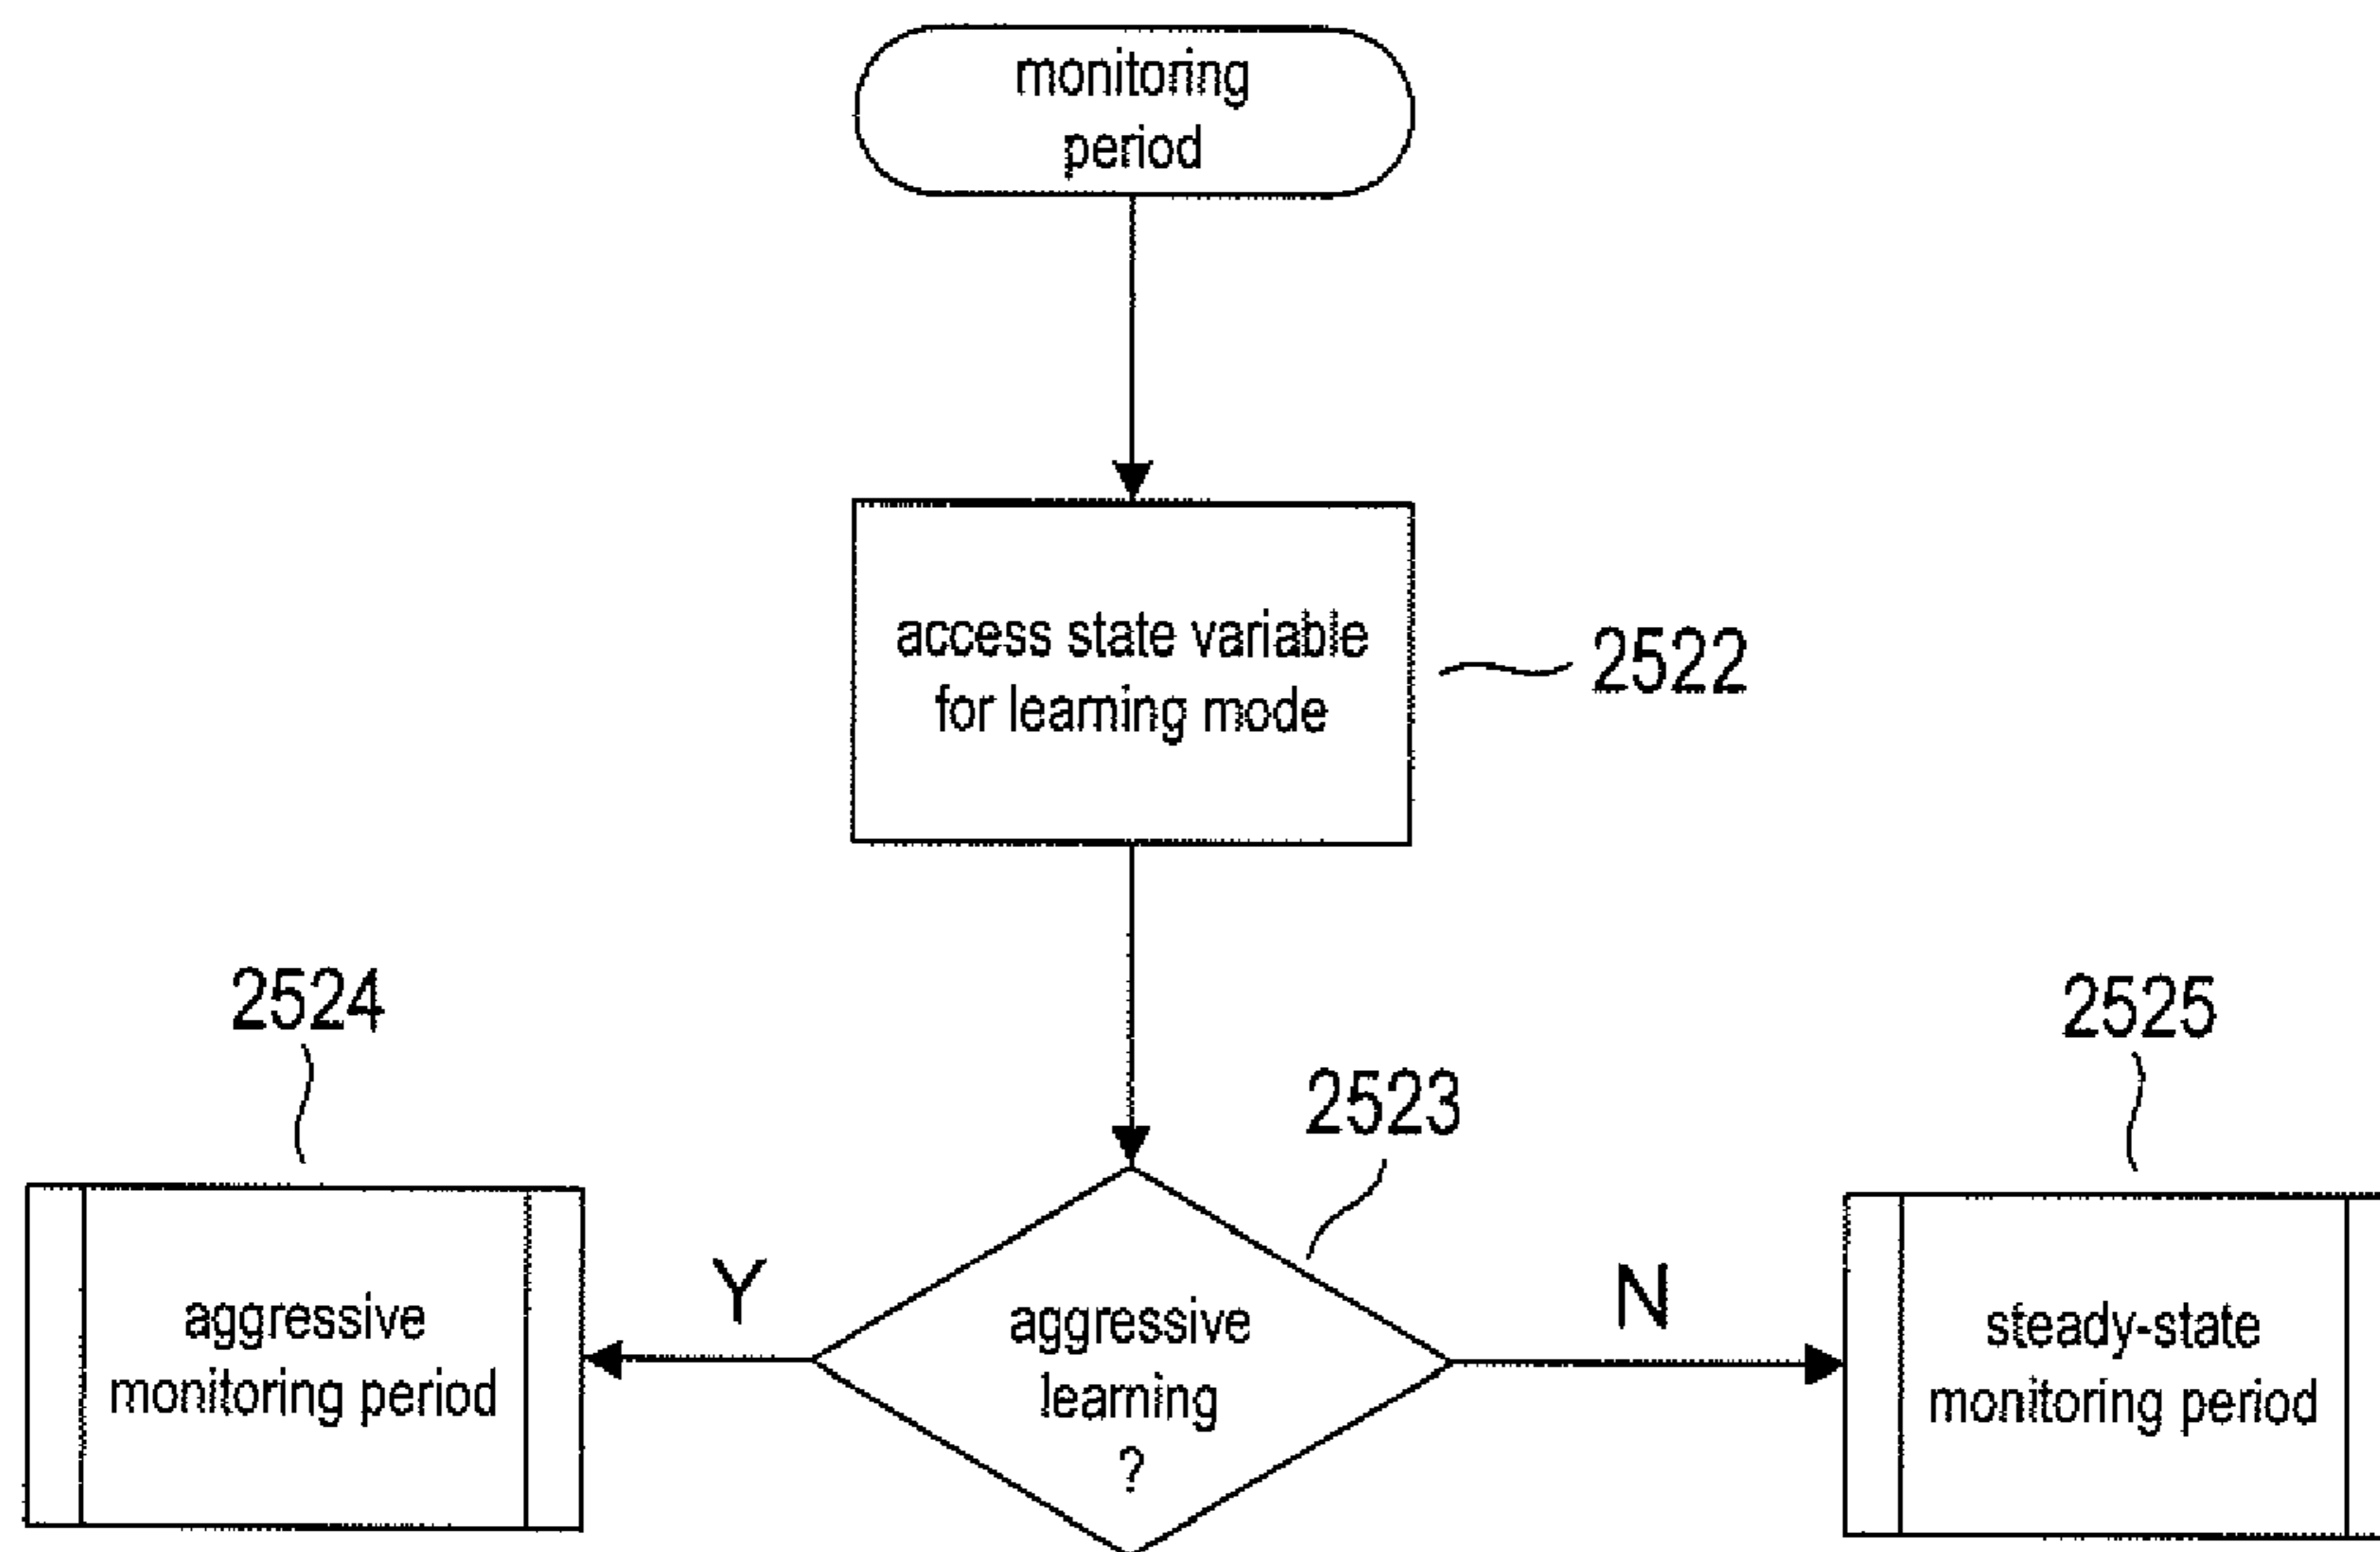 monitoring
period
access state variable
for learning mode
2522
2524
2523
2525
Y
N
aggressive
monitoring period
aggressive
learning
?
steady-state
monitoring period